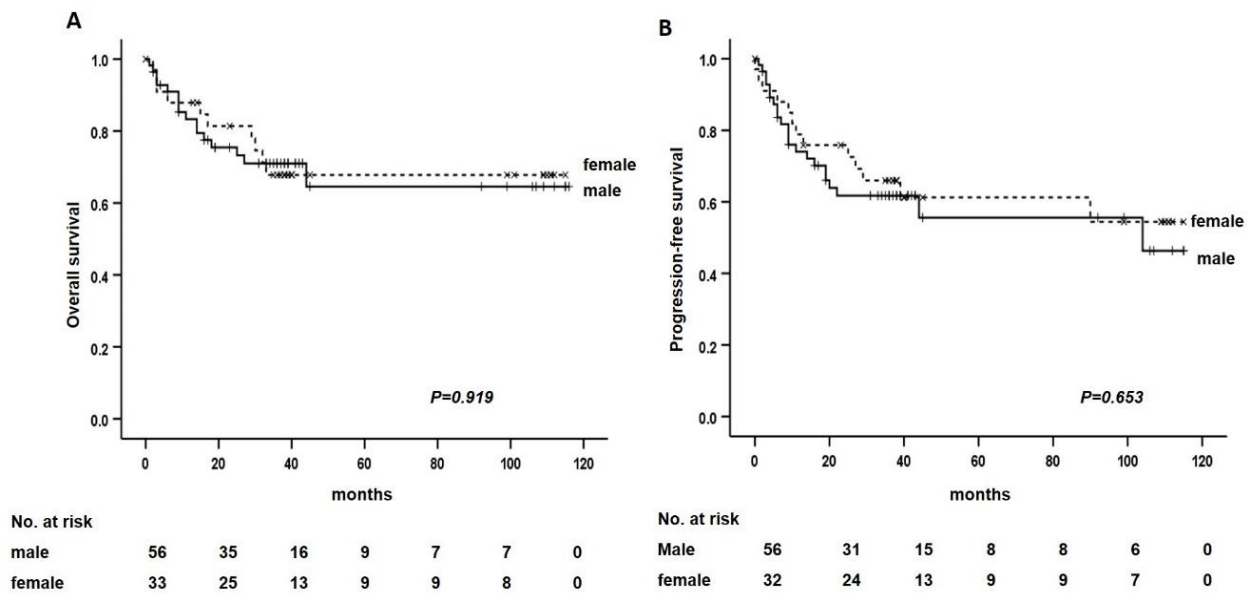 A
Overall survival
1.0
0.8
0.6
0.4
0.2
0.0
female
male
P=0.919
0 20 40 60 80 100 120
months
No. at risk
male 56 35 16 9 7 7 0
female 33 25 13 9 9 8 0
B
Progression-free survival
1.0
0.8
0.6
0.4
0.2
0.0
female
male
P=0.653
0 20 40 60 80 100 120
months
No. at risk
Male 56 31 15 8 8 6 0
female 32 24 13 9 9 7 0